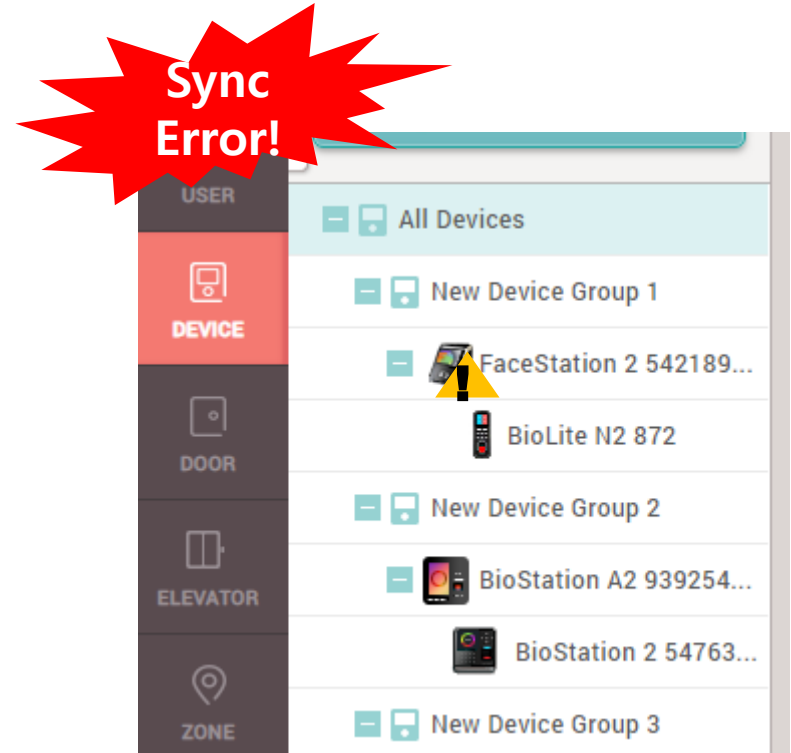 Sync
Error!
USER
All Devices
New Device Group 1
DEVICE
FaceStation 2 542189...
BioLite N2 872
DOOR
New Device Group 2
BioStation A2 939254...
ELEVATOR
BioStation 2 54763...
ZONE
New Device Group 3